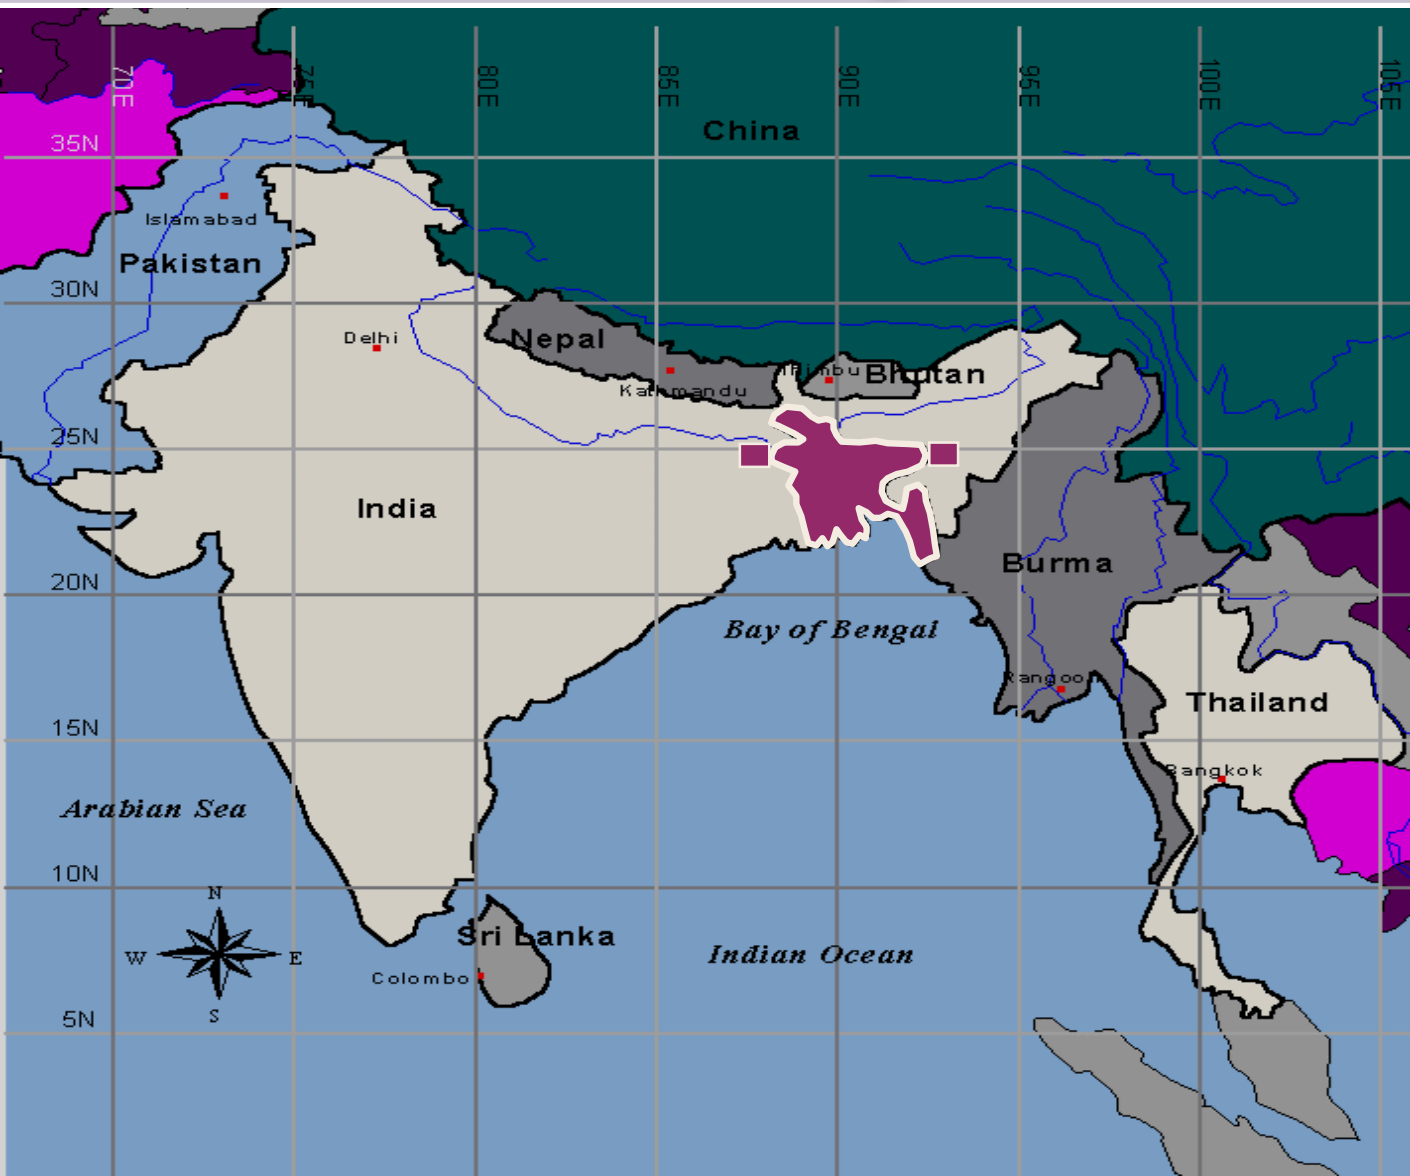 70E
75E
80E
85E
90E
95E
100E
105E
China
35N
Islamabad
Pakistan
30N
Delhi
Nepal
Bhutan
Kathmandu
25N
India
Burma
20N
Bay of Bengal
Thailand
15N
Bangkok
Arabian Sea
10N
N
W
E
S
Sri Lanka
Colombo
Indian Ocean
5N